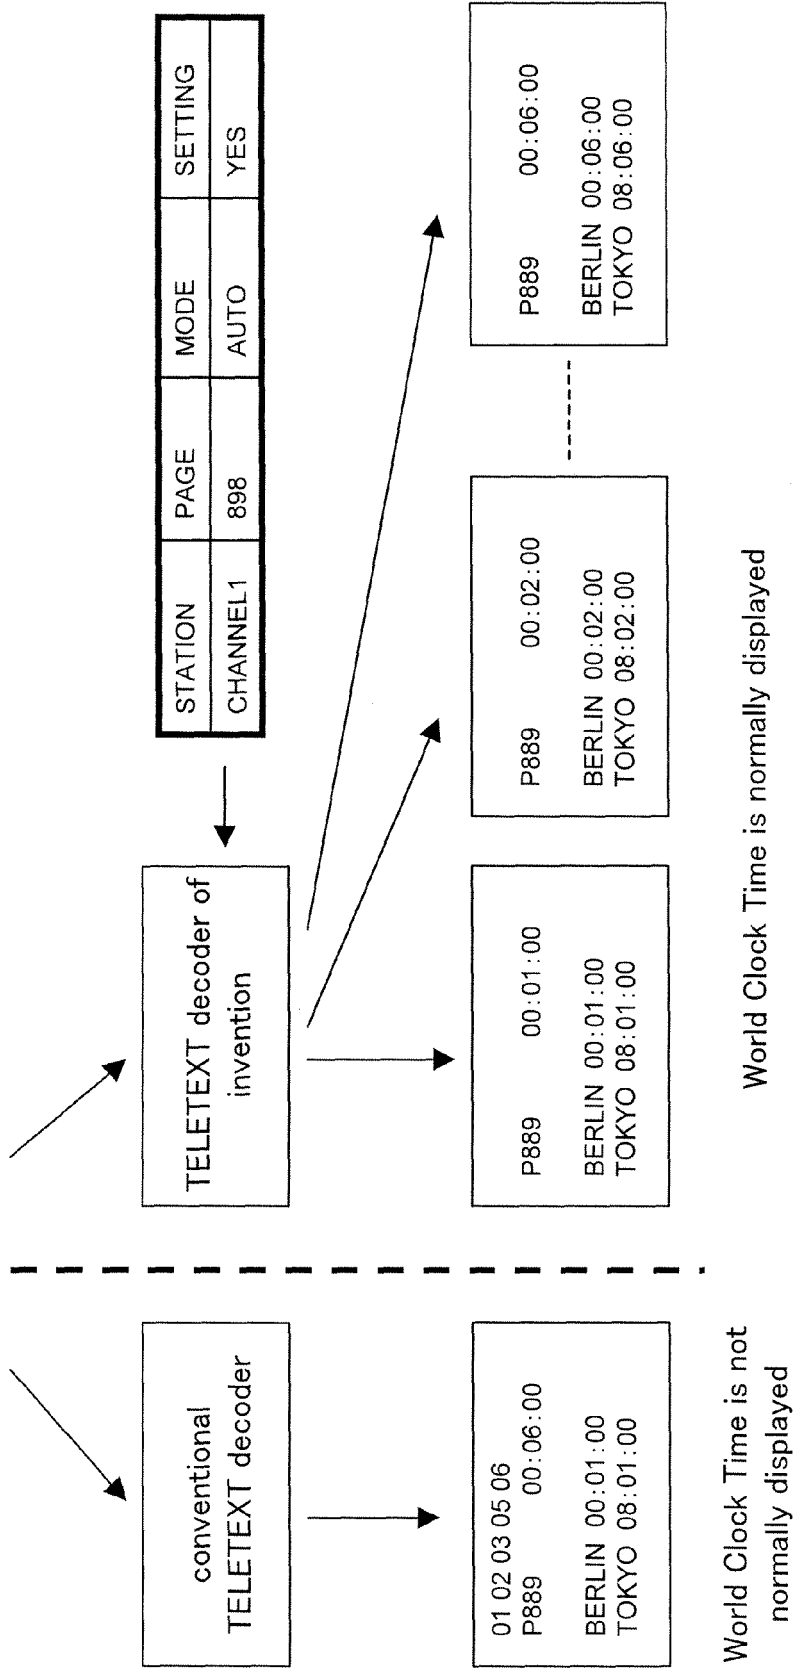 conventional
TELETEXT decoder
01 02 03 05 06
P889 00:06:00
BERLIN 00:01:00
TOKYO 08:01:00
World Clock Time is not
normally displayed
TELETEXT decoder of
invention
STATION PAGE MODE SETTING
CHANNEL1 898 AUTO YES
P889 00:01:00
BERLIN 00:01:00
TOKYO 08:01:00
P889 00:02:00
BERLIN 00:02:00
TOKYO 08:02:00
P889 00:06:00
BERLIN 00:06:00
TOKYO 08:06:00
World Clock Time is normally displayed